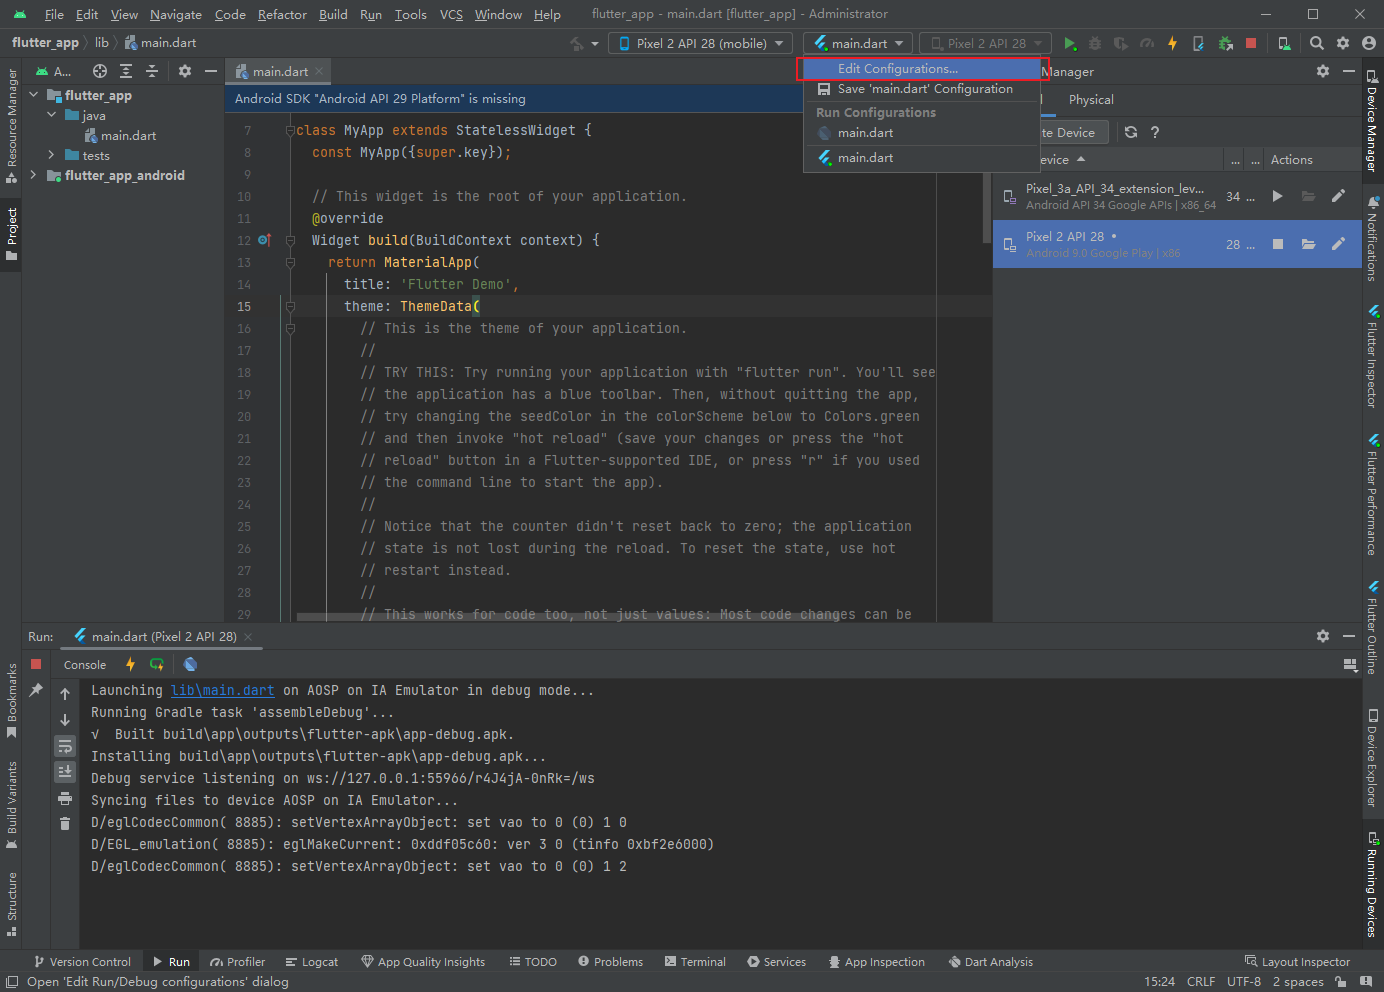 File Edit View Navigate Code Refactor Build Run Tools VCS Window Help flutter_app - main.dart [flutter_app] - Administrator
flutter_app lib main.dart Pixel 2 API 28 (mobile) main.dart Pixel 2 API 28
Resource Manager
Project
Bookmarks
Build Variants
Structure
A...
flutter_app
java
main.dart
tests
flutter_app_android
main.dart
Android SDK "Android API 29 Platform" is missing
Edit Configurations...
Save 'main.dart' Configuration
Run Configurations
main.dart
main.dart
7 class MyApp extends StatelessWidget {
8 const MyApp({super.key});
9
10 // This widget is the root of your application.
11 @override
12 Widget build(BuildContext context) {
13 return MaterialApp(
14 title: 'Flutter Demo',
15 theme: ThemeData(
16 // This is the theme of your application.
17 //
18 // TRY THIS: Try running your application with "flutter run". You'll see
19 // the application has a blue toolbar. Then, without quitting the app,
20 // try changing the seedColor in the colorScheme below to Colors.green
21 // and then invoke "hot reload" (save your changes or press the "hot
22 // reload" button in a Flutter-supported IDE, or press "r" if you used
23 // the command line to start the app).
24 //
25 // Notice that the counter didn't reset back to zero; the application
26 // state is not lost during the reload. To reset the state, use hot
27 // restart instead.
28 //
29 // This works for code too, not just values: Most code changes can be
Manager
Physical
te Device ?
evice ... ... Actions
Pixel_3a_API_34_extension_lev... 34 ...
Android API 34 Google APIs | x86_64
Pixel 2 API 28 • 28 ...
Android 9.0 Google Play | x86
Device Manager
Notifications
Flutter Inspector
Flutter Performance
Flutter Outline
Device Explorer
Running Devices
Run: main.dart (Pixel 2 API 28)
Console
Launching lib\main.dart on AOSP on IA Emulator in debug mode...
Running Gradle task 'assembleDebug'...
√ Built build\app\outputs\flutter-apk\app-debug.apk.
Installing build\app\outputs\flutter-apk\app-debug.apk...
Debug service listening on ws://127.0.0.1:55966/r4J4jA-0nRk=/ws
Syncing files to device AOSP on IA Emulator...
D/eglCodecCommon( 8885): setVertexArrayObject: set vao to 0 (0) 1 0
D/EGL_emulation( 8885): eglMakeCurrent: 0xddf05c60: ver 3 0 (tinfo 0xbf2e6000)
D/eglCodecCommon( 8885): setVertexArrayObject: set vao to 0 (0) 1 2
Version Control Run Profiler Logcat App Quality Insights TODO Problems Terminal Services App Inspection Dart Analysis Layout Inspector
Open 'Edit Run/Debug configurations' dialog 15:24 CRLF UTF-8 2 spaces